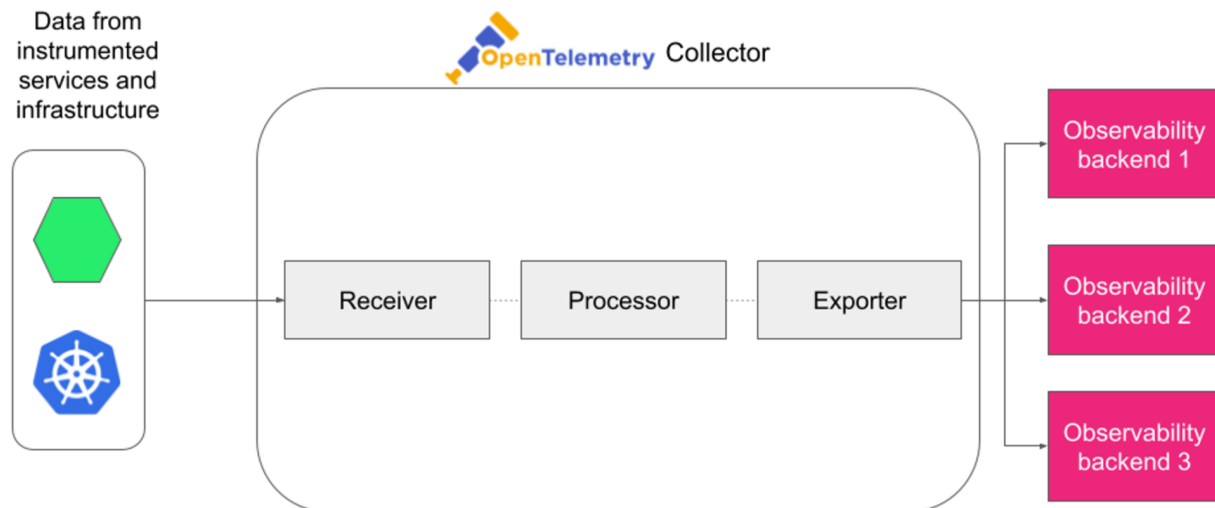 Data from
instrumented
services and
infrastructure
OpenTelemetry Collector
Receiver
Processor
Exporter
Observability
backend 1
Observability
backend 2
Observability
backend 3